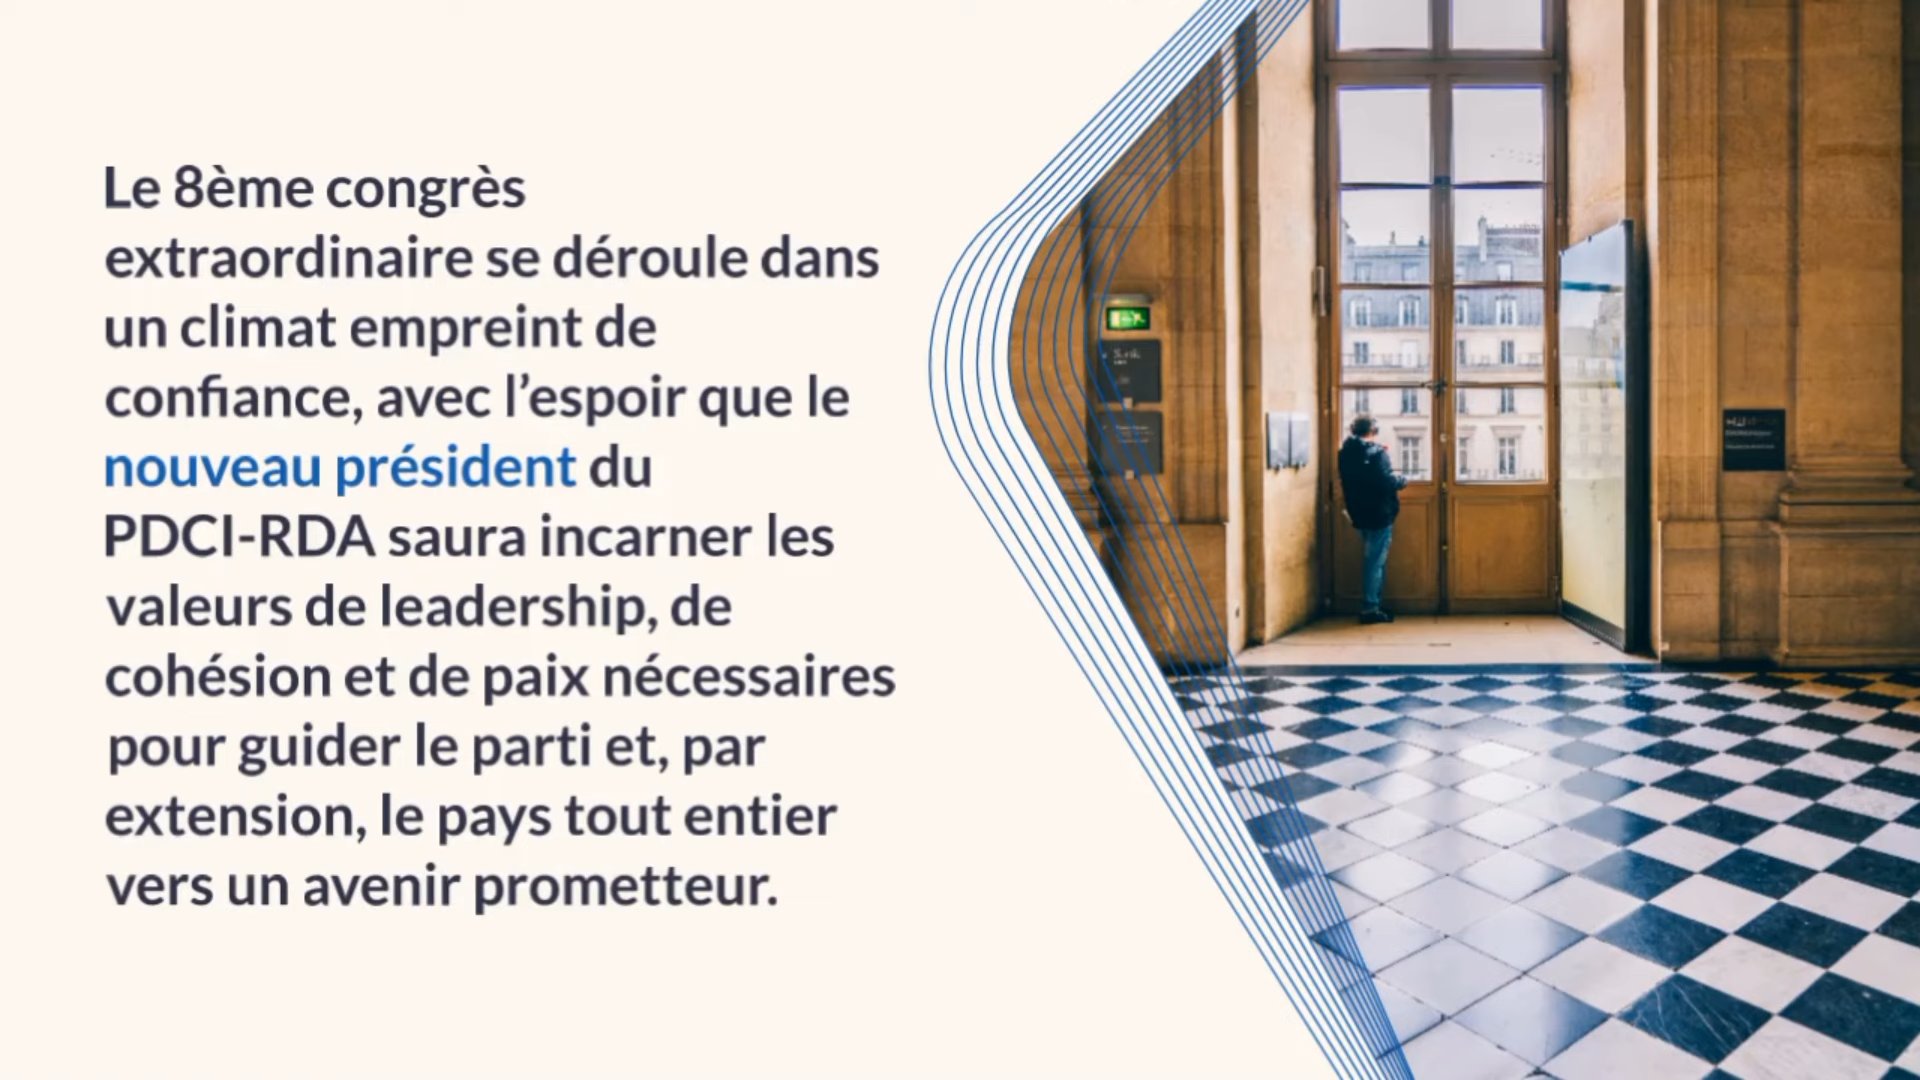 Le 8ème congrès
extraordinaire se déroule dans
un climat empreint de
confiance, avec l’espoir que le
nouveau président du
PDCI-RDA saura incarner les
valeurs de leadership, de
cohésion et de paix nécessaires
pour guider le parti et, par
extension, le pays tout entier
vers un avenir prometteur.